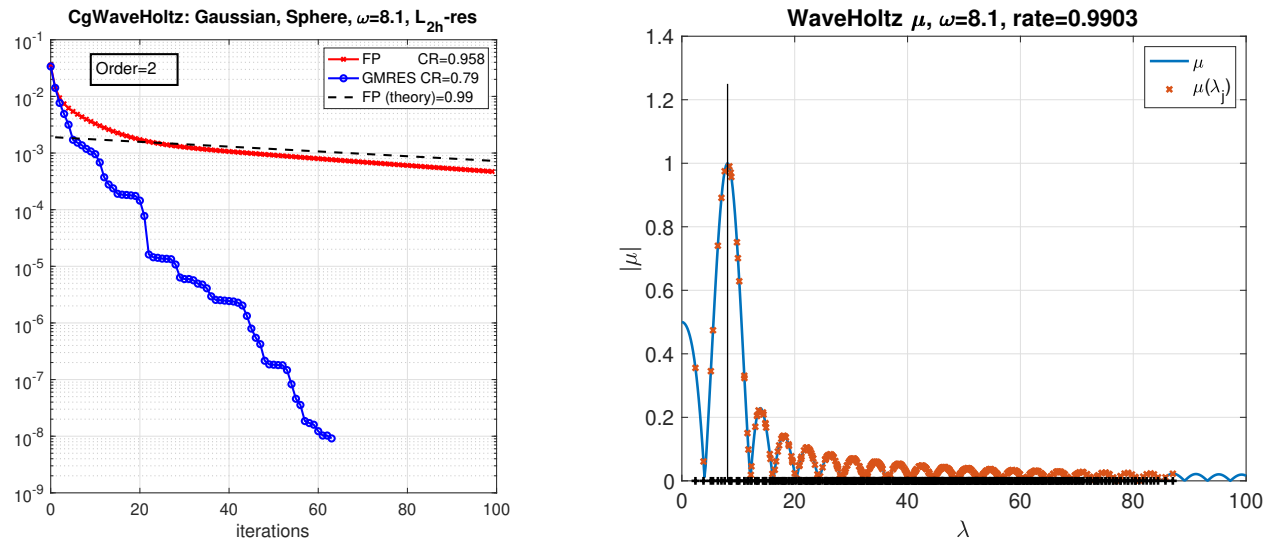 CgWaveHoltz: Gaussian, Sphere, ω=8.1, L_{2h}-res
10^{-1}
10^{-2}
10^{-3}
10^{-4}
10^{-5}
10^{-6}
10^{-7}
10^{-8}
10^{-9}
Order=2
FP CR=0.958
GMRES CR=0.79
FP (theory)=0.99
0 20 40 60 80 100
iterations
WaveHoltz μ, ω=8.1, rate=0.9903
|μ|
1.4
1.2
1
0.8
0.6
0.4
0.2
0
μ
μ(λ_j)
0 20 40 60 80 100
λ